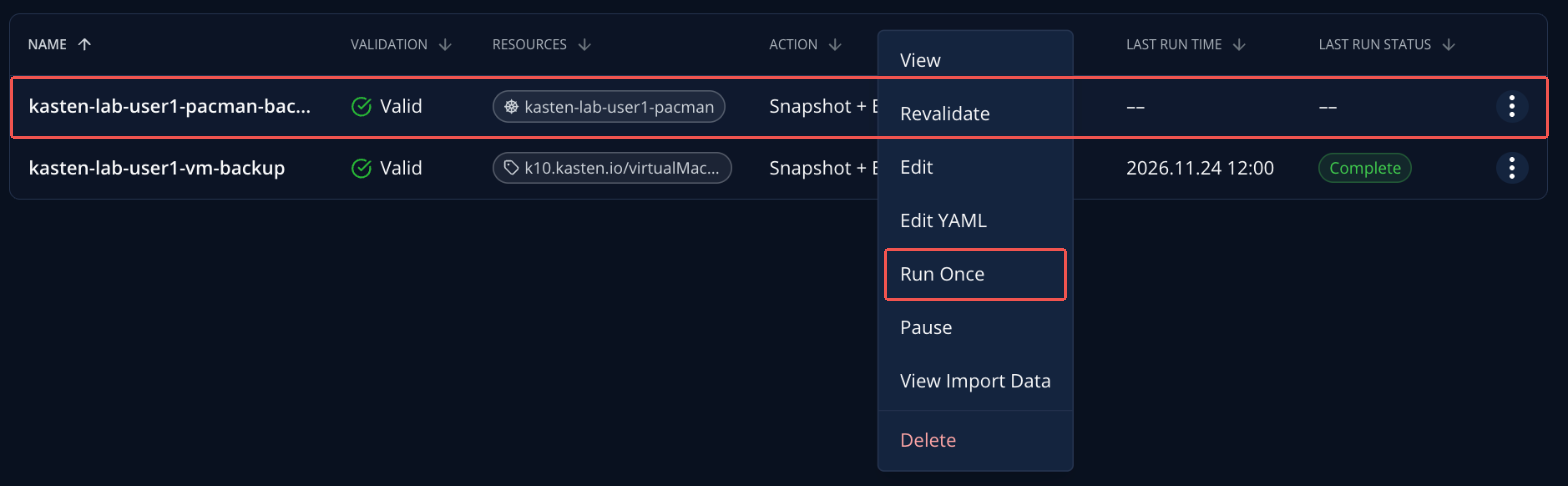 NAME VALIDATION RESOURCES ACTION LAST RUN TIME LAST RUN STATUS
kasten-lab-user1-pacman-bac... Valid kasten-lab-user1-pacman Snapshot + -- --
kasten-lab-user1-vm-backup Valid k10.kasten.io/virtualMac... Snapshot + 2026.11.24 12:00 Complete
View
Revalidate
Edit
Edit YAML
Run Once
Pause
View Import Data
Delete